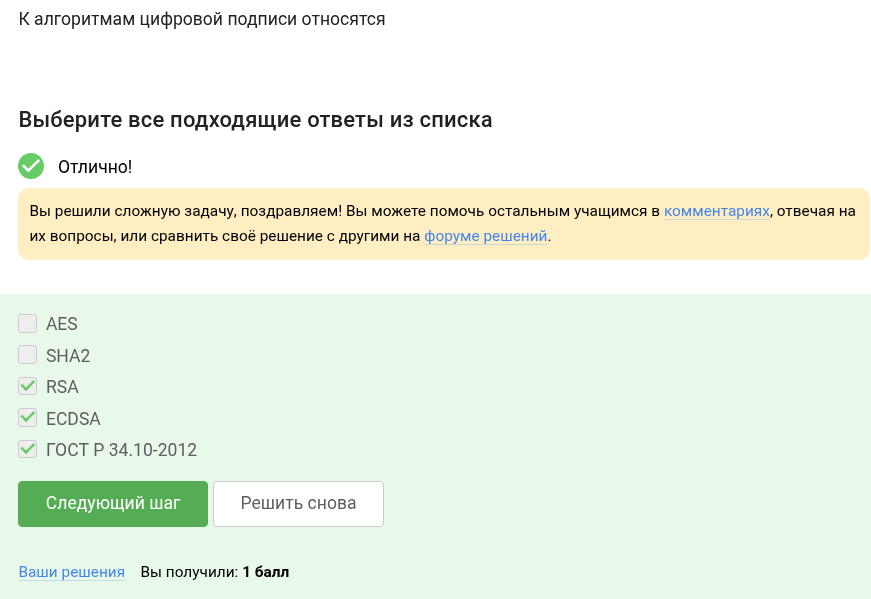 К алгоритмам цифровой подписи относятся
Выберите все подходящие ответы из списка
Отлично!
Вы решили сложную задачу, поздравляем! Вы можете помочь остальным учащимся в комментариях, отвечая на
их вопросы, или сравнить своё решение с другими на форуме решений.
AES
SHA2
RSA
ECDSA
ГОСТ Р 34.10-2012
Следующий шаг Решить снова
Ваши решения Вы получили: 1 балл